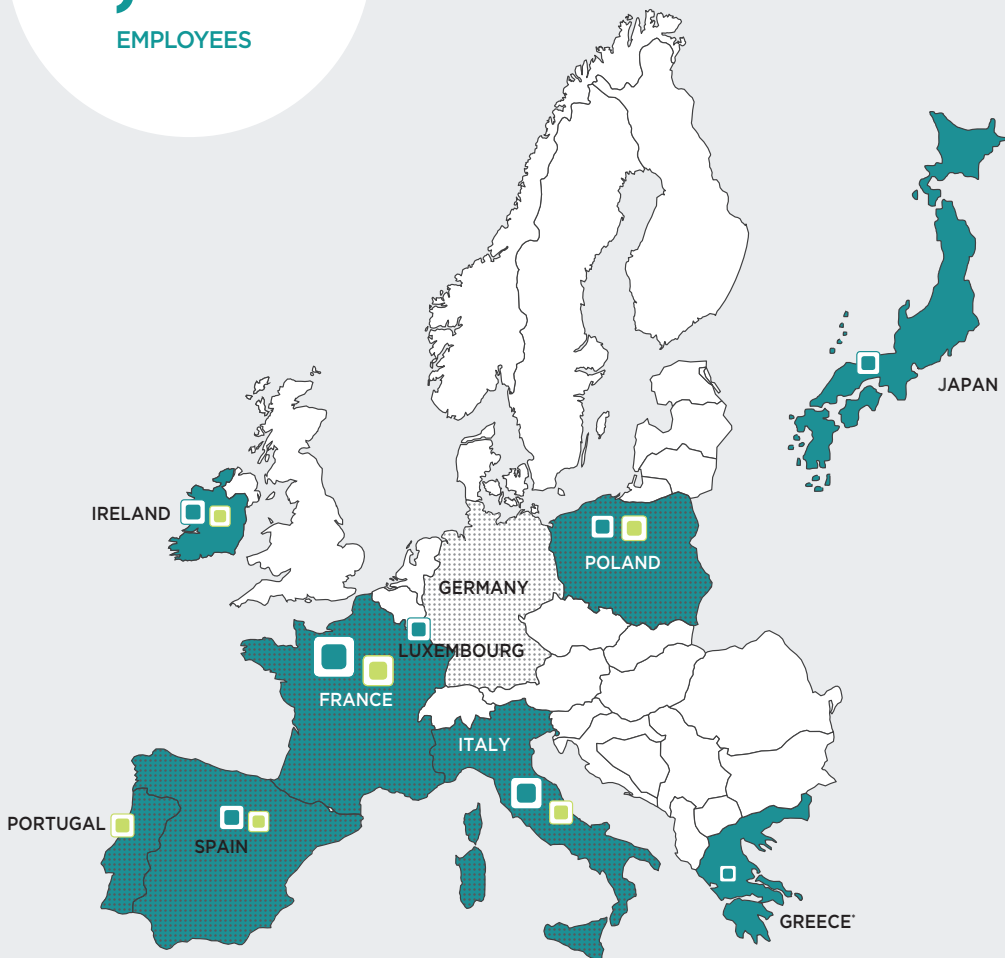 EMPLOYEES
JAPAN
IRELAND
POLAND
GERMANY
LUXEMBOURG
FRANCE
ITALY
PORTUGAL
SPAIN
GREECE*